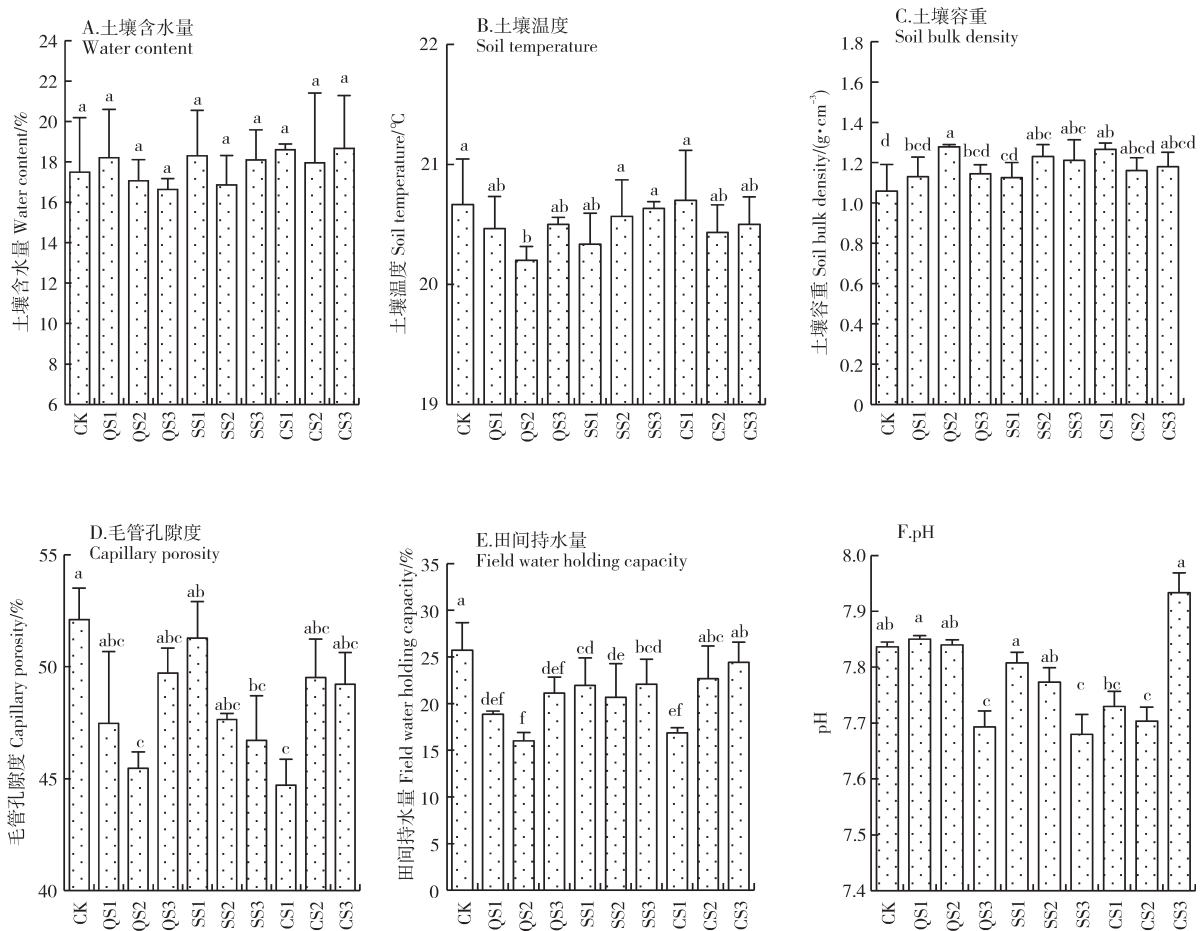 A.土壤含水量
Water content
土壤含水量 Water content/%
24
22
20
18
16
14
12
10
8
6
a a a a a a a a a a
CK QS1 QS2 QS3 SS1 SS2 SS3 CS1 CS2 CS3
B.土壤温度
Soil temperature
土壤温度 Soil temperature/℃
22
21
20
19
a ab b ab ab a a a ab ab
CK QS1 QS2 QS3 SS1 SS2 SS3 CS1 CS2 CS3
C.土壤容重
Soil bulk density
土壤容重 Soil bulk density/(g·cm⁻³)
1.8
1.6
1.4
1.2
1.0
0.8
0.6
0.4
0.2
0
d bcd a bcd cd abc abc ab abcd abcd
CK QS1 QS2 QS3 SS1 SS2 SS3 CS1 CS2 CS3
D.毛管孔隙度
Capillary porosity
毛管孔隙度 Capillary porosity/%
55
50
45
40
a abc c abc ab abc bc c abc abc
CK QS1 QS2 QS3 SS1 SS2 SS3 CS1 CS2 CS3
E.田间持水量
Field water holding capacity
田间持水量 Field water holding capacity/%
35
30
25
20
15
10
5
0
a def f def cd de bcd ef abc ab
CK QS1 QS2 QS3 SS1 SS2 SS3 CS1 CS2 CS3
F.pH
pH
8.0
7.9
7.8
7.7
7.6
7.5
7.4
ab a ab c a ab c bc c a
CK QS1 QS2 QS3 SS1 SS2 SS3 CS1 CS2 CS3